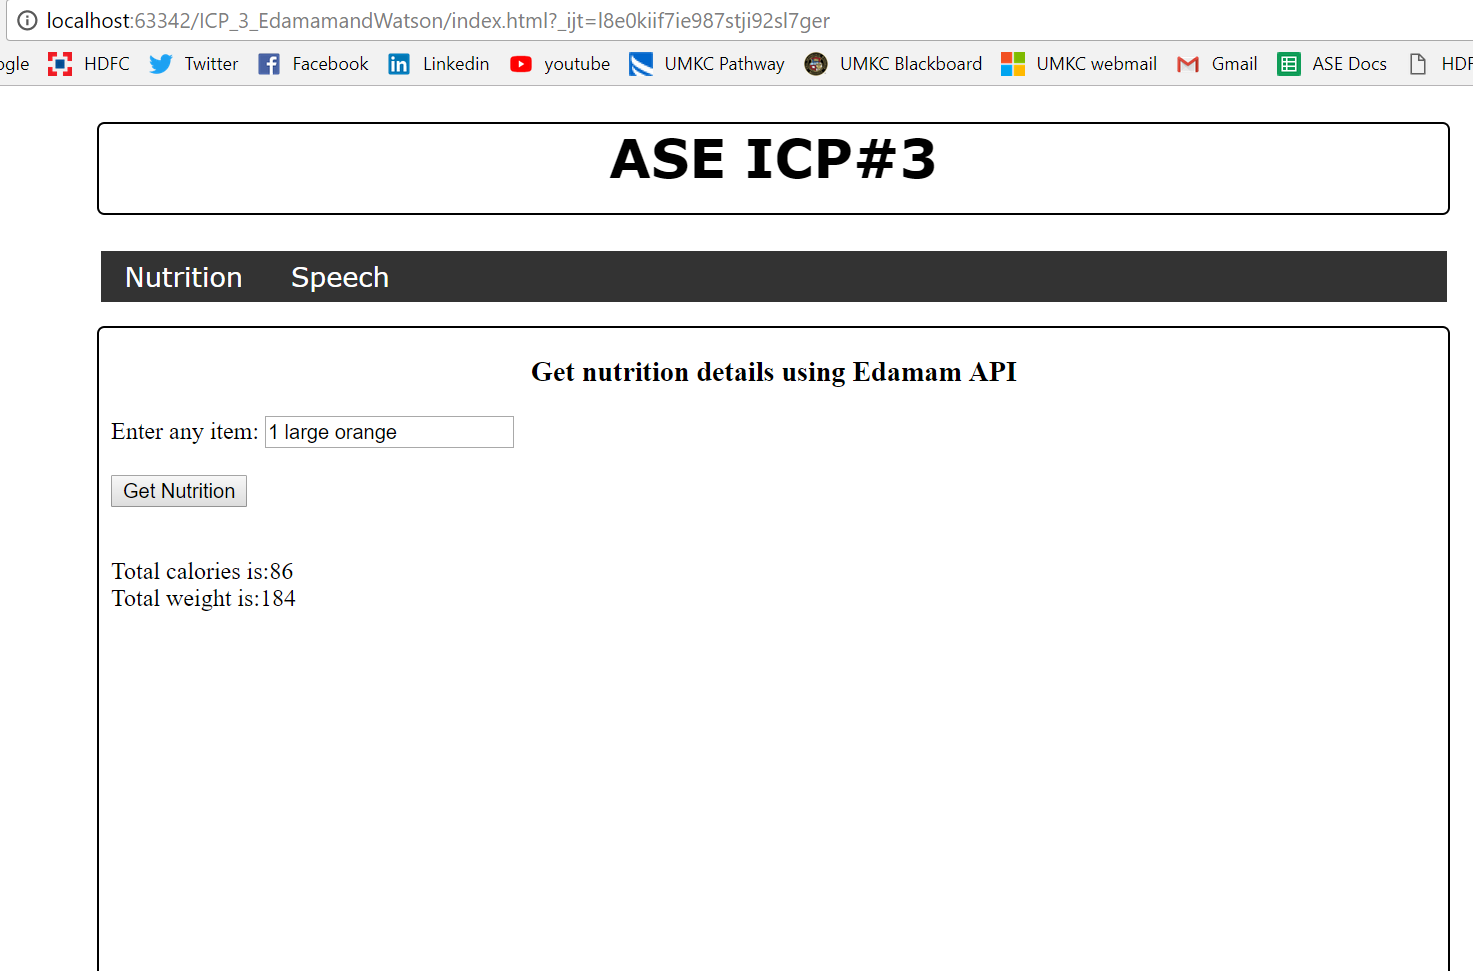 localhost:63342/ICP_3_EdamamandWatson/index.html?_ijt=l8e0kiif7ie987stji92sl7ger
ogle HDFC Twitter Facebook Linkedin youtube UMKC Pathway UMKC Blackboard UMKC webmail Gmail ASE Docs HDF
ASE ICP#3
Nutrition Speech
Get nutrition details using Edamam API
Enter any item: 1 large orange
Get Nutrition
Total calories is:86
Total weight is:184